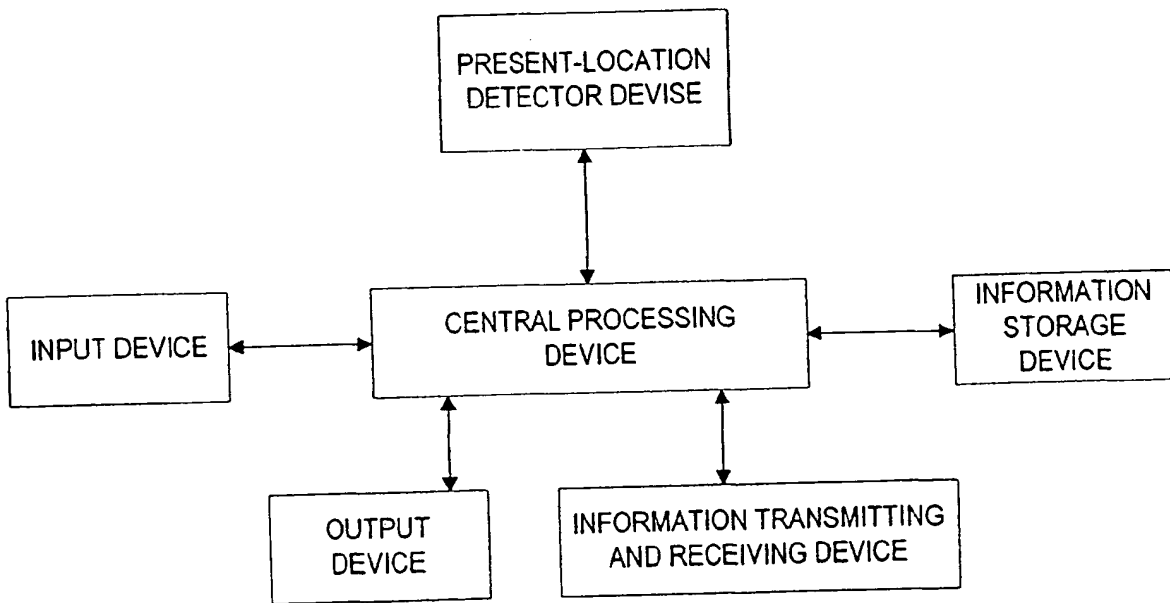 PRESENT-LOCATION
DETECTOR DEVISE
INPUT DEVICE
CENTRAL PROCESSING
DEVICE
INFORMATION
STORAGE
DEVICE
OUTPUT
DEVICE
INFORMATION TRANSMITTING
AND RECEIVING DEVICE